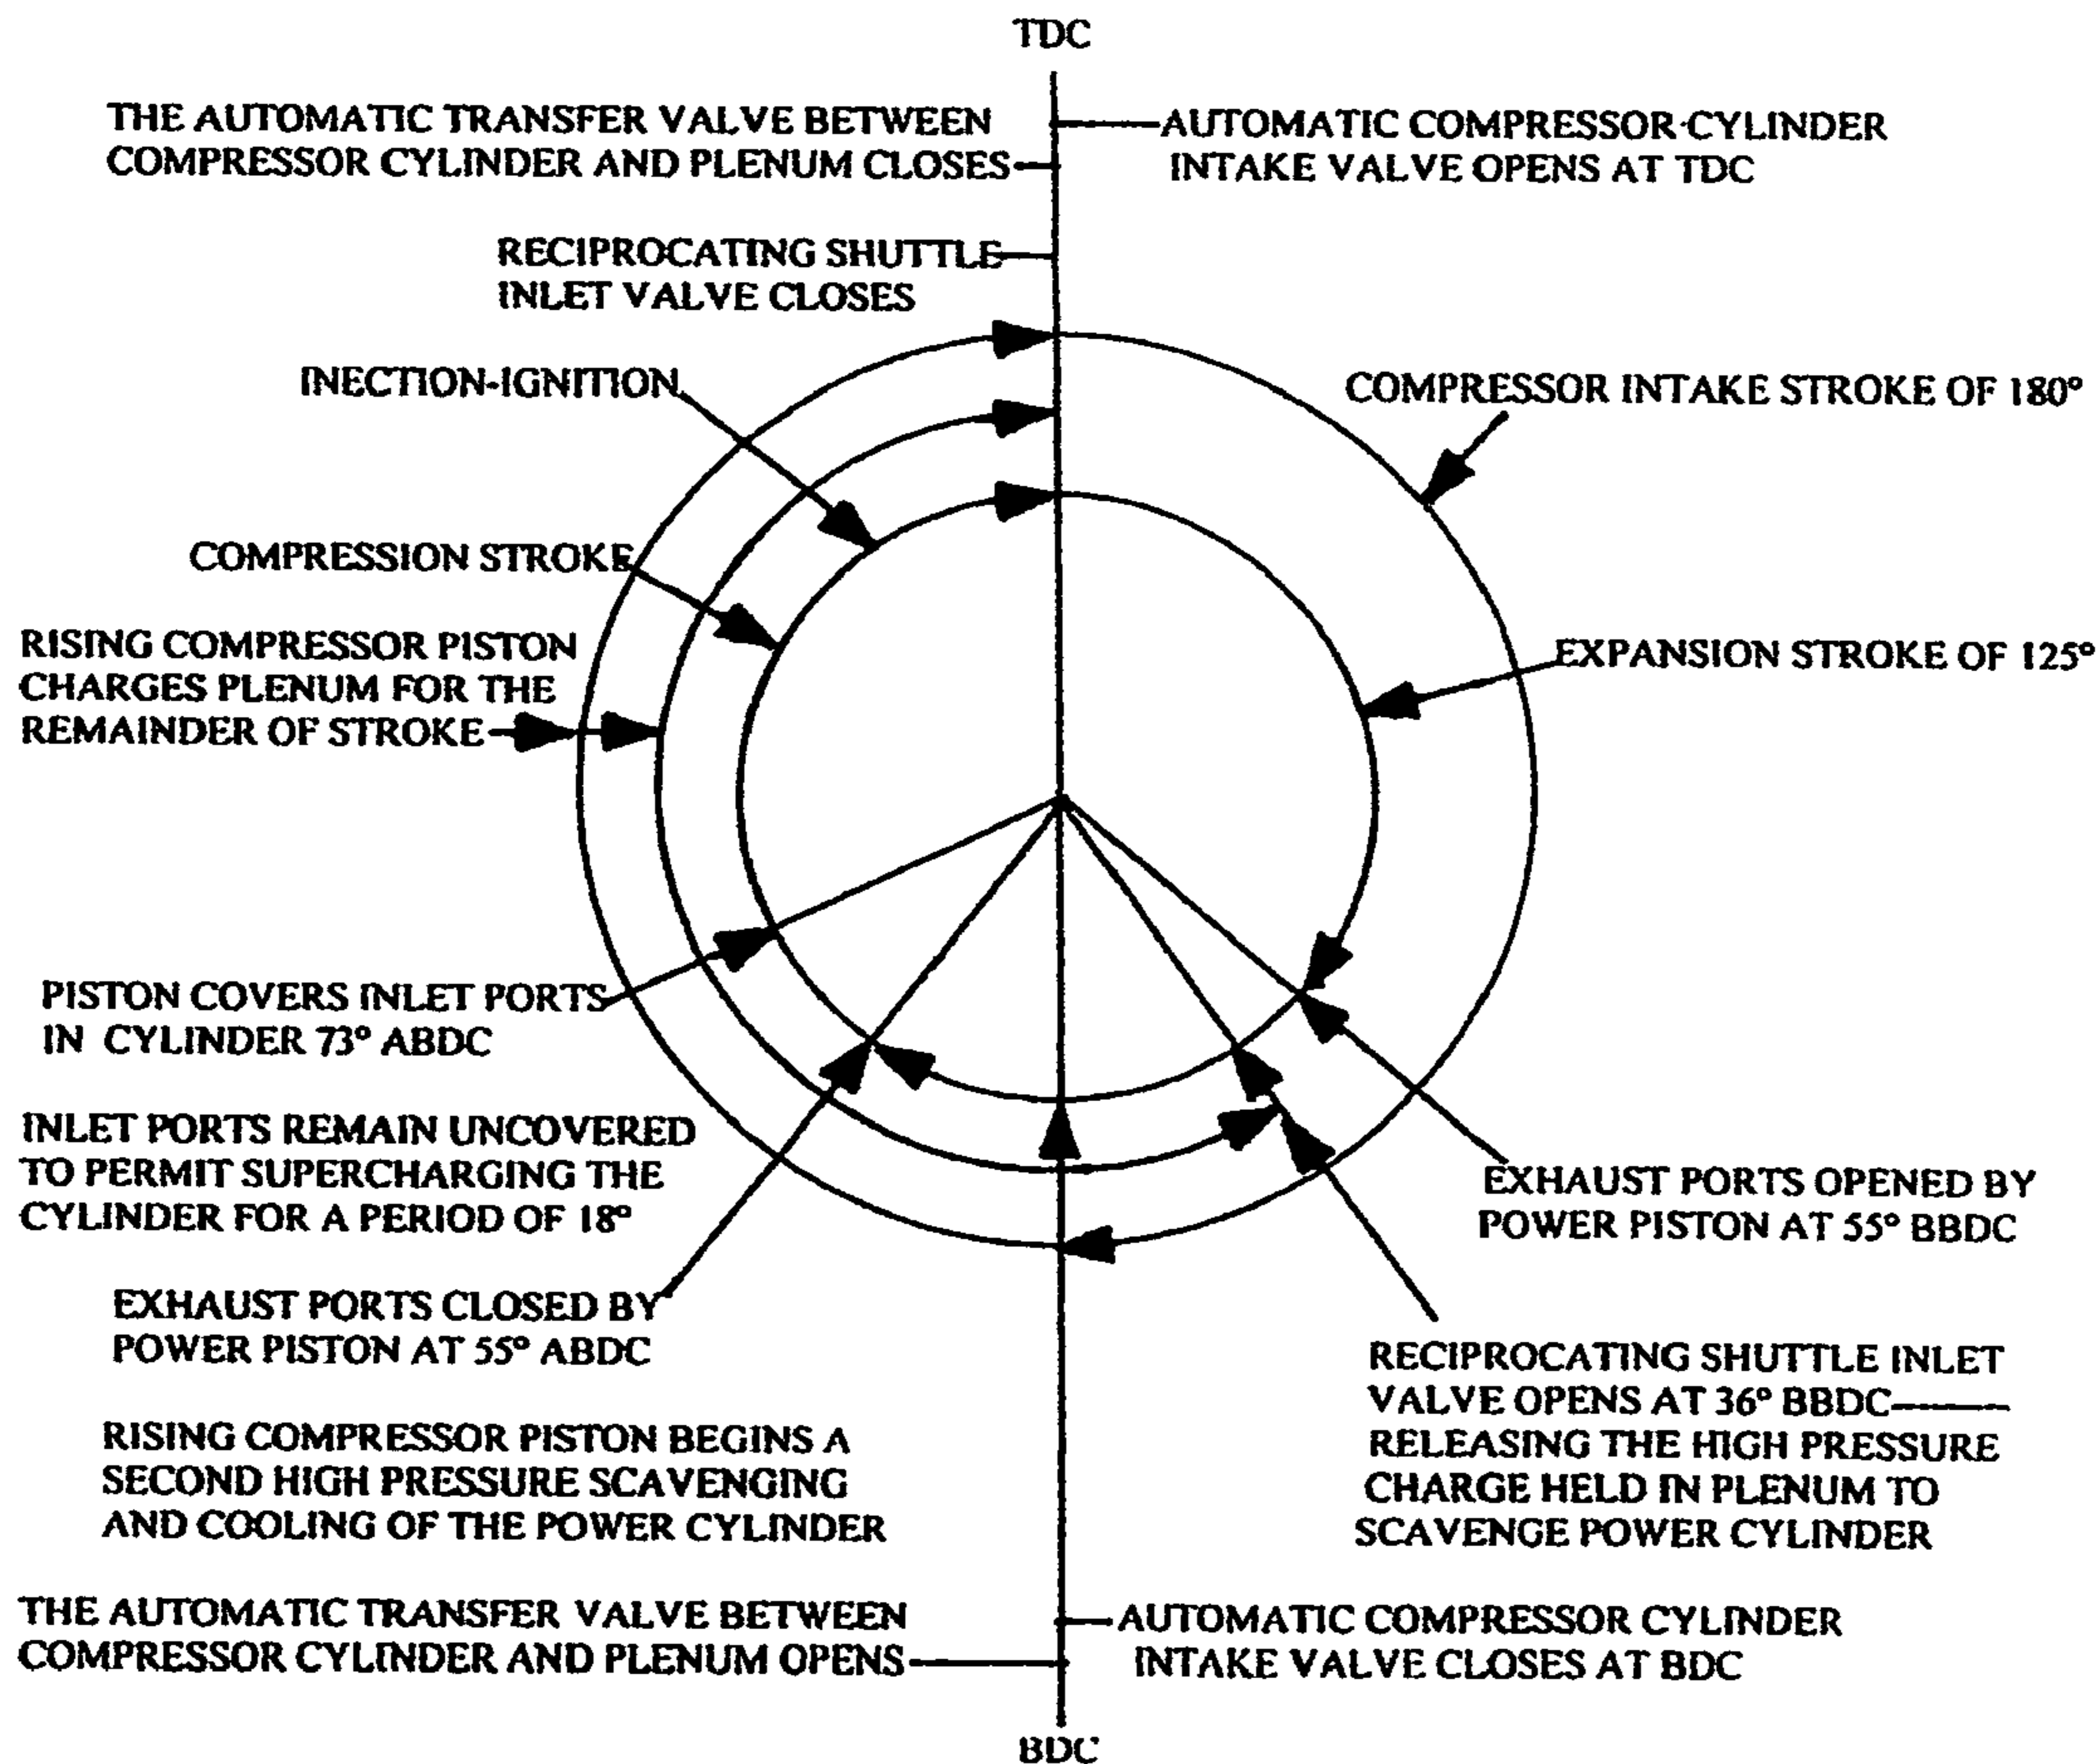 TDC
THE AUTOMATIC TRANSFER VALVE BETWEEN
COMPRESSOR CYLINDER AND PLENUM CLOSES
AUTOMATIC COMPRESSOR CYLINDER
INTAKE VALVE OPENS AT TDC
RECIPROCATING SHUTTLE
INLET VALVE CLOSES
INECTION-IGNITION
COMPRESSOR INTAKE STROKE OF 180°
COMPRESSION STROKE
RISING COMPRESSOR PISTON
CHARGES PLENUM FOR THE
REMAINDER OF STROKE
EXPANSION STROKE OF 125°
PISTON COVERS INLET PORTS
IN CYLINDER 73° ABDC
INLET PORTS REMAIN UNCOVERED
TO PERMIT SUPERCHARGING THE
CYLINDER FOR A PERIOD OF 18°
EXHAUST PORTS OPENED BY
POWER PISTON AT 55° BBDC
EXHAUST PORTS CLOSED BY
POWER PISTON AT 55° ABDC
RECIPROCATING SHUTTLE INLET
VALVE OPENS AT 36° BBDC
RELEASING THE HIGH PRESSURE
CHARGE HELD IN PLENUM TO
SCAVENGE POWER CYLINDER
RISING COMPRESSOR PISTON BEGINS A
SECOND HIGH PRESSURE SCAVENGING
AND COOLING OF THE POWER CYLINDER
THE AUTOMATIC TRANSFER VALVE BETWEEN
COMPRESSOR CYLINDER AND PLENUM OPENS
AUTOMATIC COMPRESSOR CYLINDER
INTAKE VALVE CLOSES AT BDC
BDC